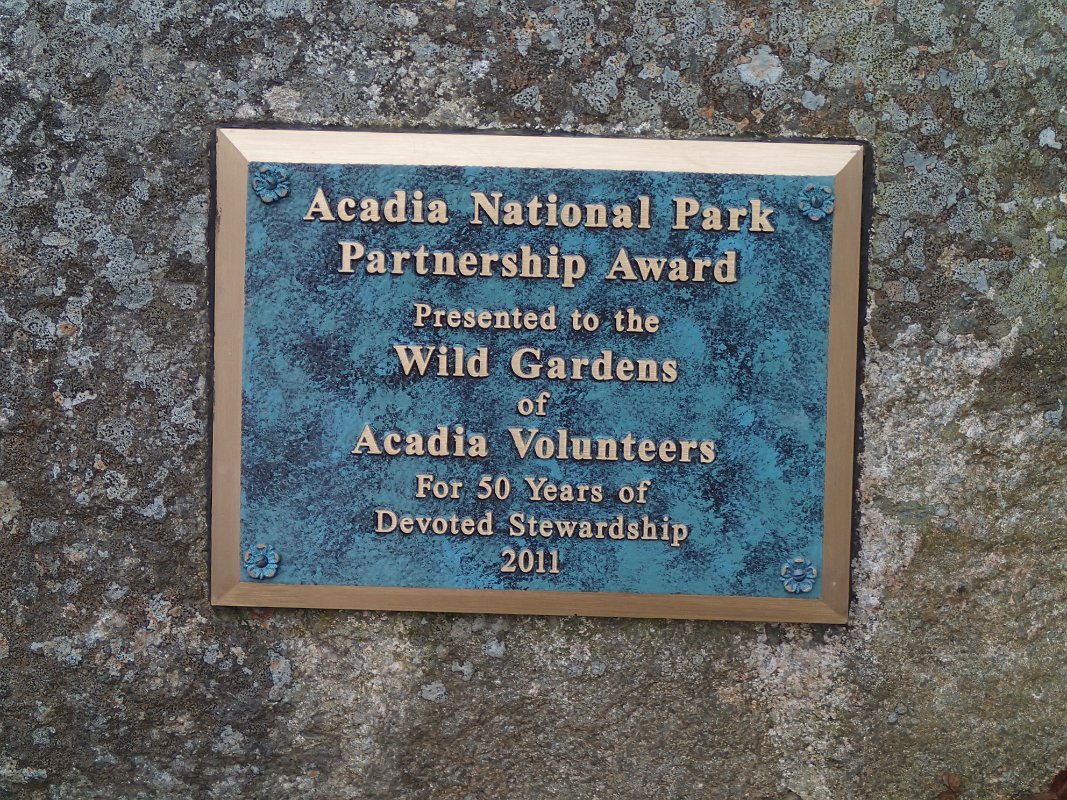 Acadia National Park
Partnership Award
Presented to the
Wild Gardens
of
Acadia Volunteers
For 50 Years of
Devoted Stewardship
2011